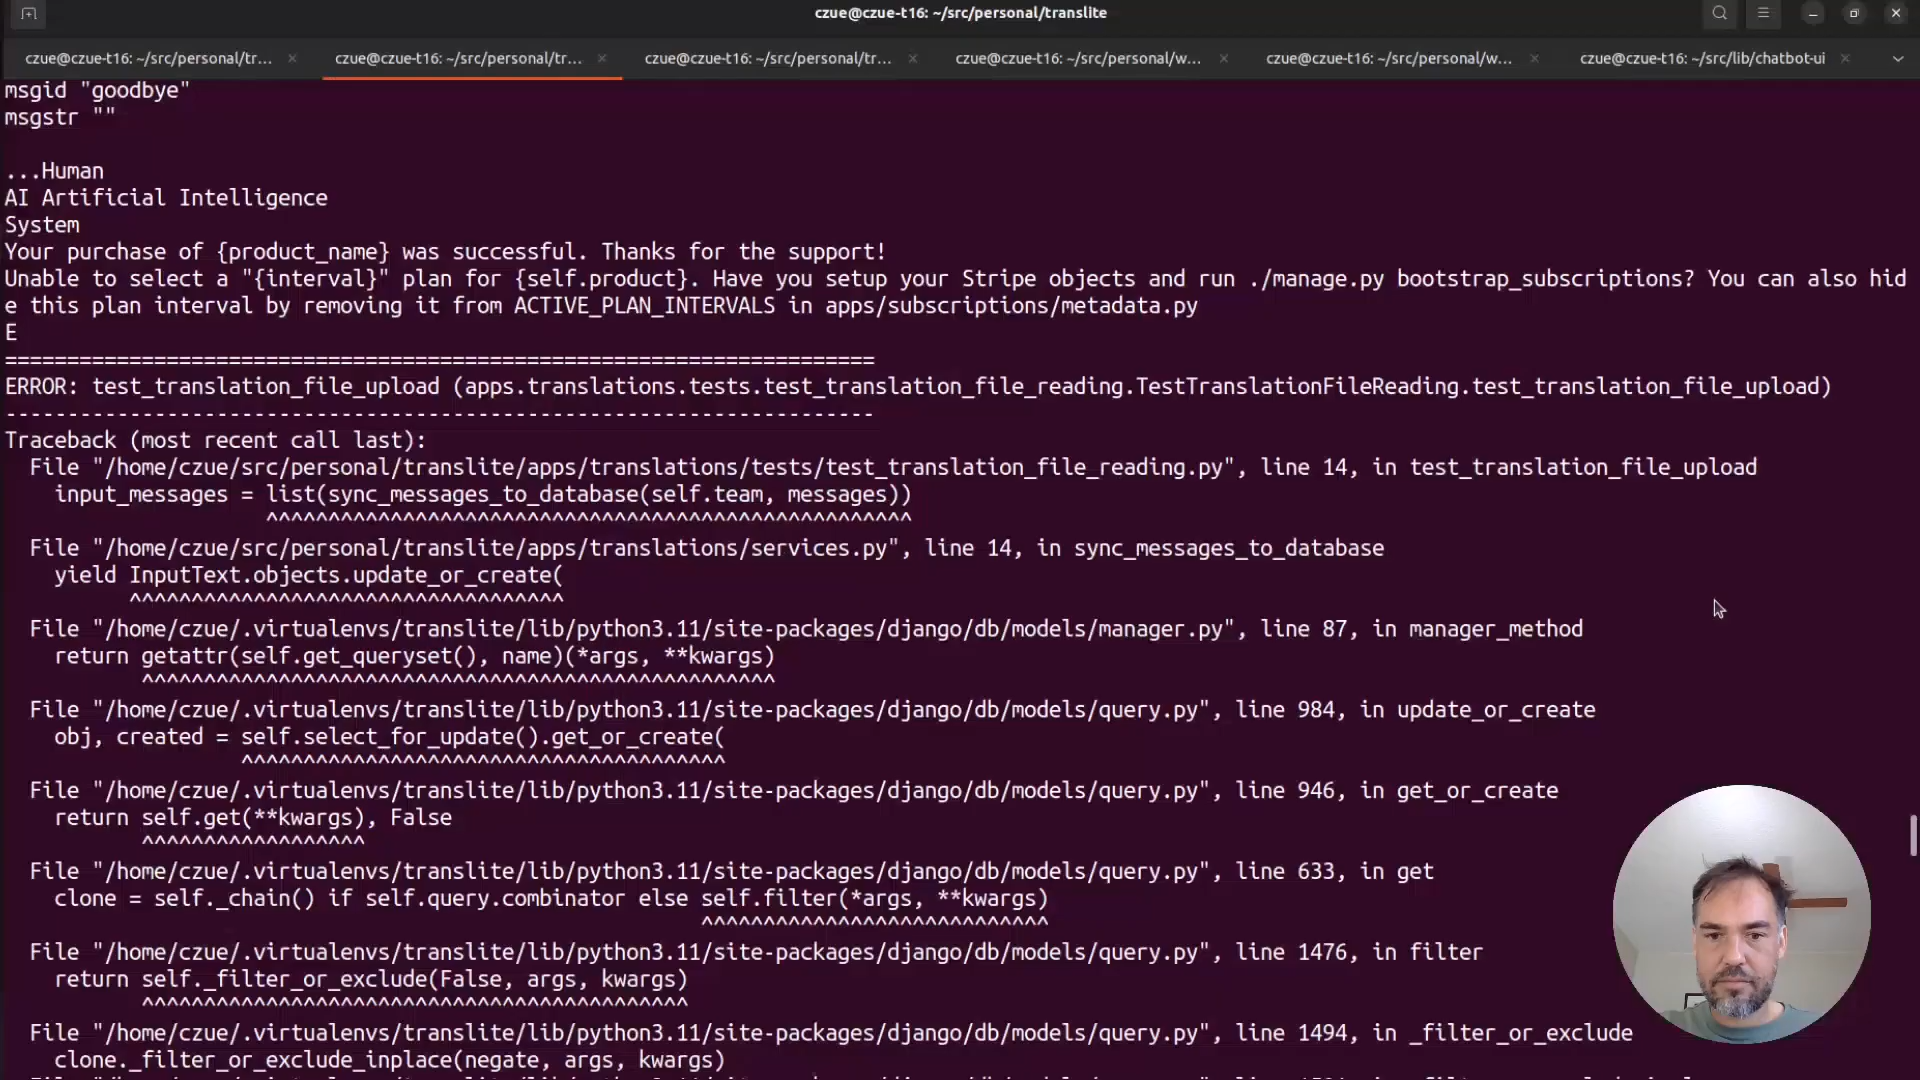 czue@czue-t16: ~/src/personal/translite
czue@czue-t16: ~/src/personal/tr...
czue@czue-t16: ~/src/personal/tr...
czue@czue-t16: ~/src/personal/tr...
czue@czue-t16: ~/src/personal/w...
czue@czue-t16: ~/src/personal/w...
czue@czue-t16: ~/src/lib/chatbot-ui
msgid "goodbye"
msgstr ""
...Human
AI Artificial Intelligence
System
Your purchase of {product_name} was successful. Thanks for the support!
Unable to select a "{interval}" plan for {self.product}. Have you setup your Stripe objects and run ./manage.py bootstrap_subscriptions? You can also hid
e this plan interval by removing it from ACTIVE_PLAN_INTERVALS in apps/subscriptions/metadata.py
E
======================================================================
ERROR: test_translation_file_upload (apps.translations.tests.test_translation_file_reading.TestTranslationFileReading.test_translation_file_upload)
----------------------------------------------------------------------
Traceback (most recent call last):
  File "/home/czue/src/personal/translite/apps/translations/tests/test_translation_file_reading.py", line 14, in test_translation_file_upload
    input_messages = list(sync_messages_to_database(self.team, messages))
                     ^^^^^^^^^^^^^^^^^^^^^^^^^^^^^^^^^^^^^^^^^^^^^^^^^^^^
  File "/home/czue/src/personal/translite/apps/translations/services.py", line 14, in sync_messages_to_database
    yield InputText.objects.update_or_create(
          ^^^^^^^^^^^^^^^^^^^^^^^^^^^^^^^^^^^
  File "/home/czue/.virtualenvs/translite/lib/python3.11/site-packages/django/db/models/manager.py", line 87, in manager_method
    return getattr(self.get_queryset(), name)(*args, **kwargs)
           ^^^^^^^^^^^^^^^^^^^^^^^^^^^^^^^^^^^^^^^^^^^^^^^^^^^
  File "/home/czue/.virtualenvs/translite/lib/python3.11/site-packages/django/db/models/query.py", line 984, in update_or_create
    obj, created = self.select_for_update().get_or_create(
                   ^^^^^^^^^^^^^^^^^^^^^^^^^^^^^^^^^^^^^^^
  File "/home/czue/.virtualenvs/translite/lib/python3.11/site-packages/django/db/models/query.py", line 946, in get_or_create
    return self.get(**kwargs), False
           ^^^^^^^^^^^^^^^^^^
  File "/home/czue/.virtualenvs/translite/lib/python3.11/site-packages/django/db/models/query.py", line 633, in get
    clone = self._chain() if self.query.combinator else self.filter(*args, **kwargs)
                                                        ^^^^^^^^^^^^^^^^^^^^^^^^^^^^
  File "/home/czue/.virtualenvs/translite/lib/python3.11/site-packages/django/db/models/query.py", line 1476, in filter
    return self._filter_or_exclude(False, args, kwargs)
           ^^^^^^^^^^^^^^^^^^^^^^^^^^^^^^^^^^^^^^^^^^^^
  File "/home/czue/.virtualenvs/translite/lib/python3.11/site-packages/django/db/models/query.py", line 1494, in _filter_or_exclude
    clone._filter_or_exclude_inplace(negate, args, kwargs)